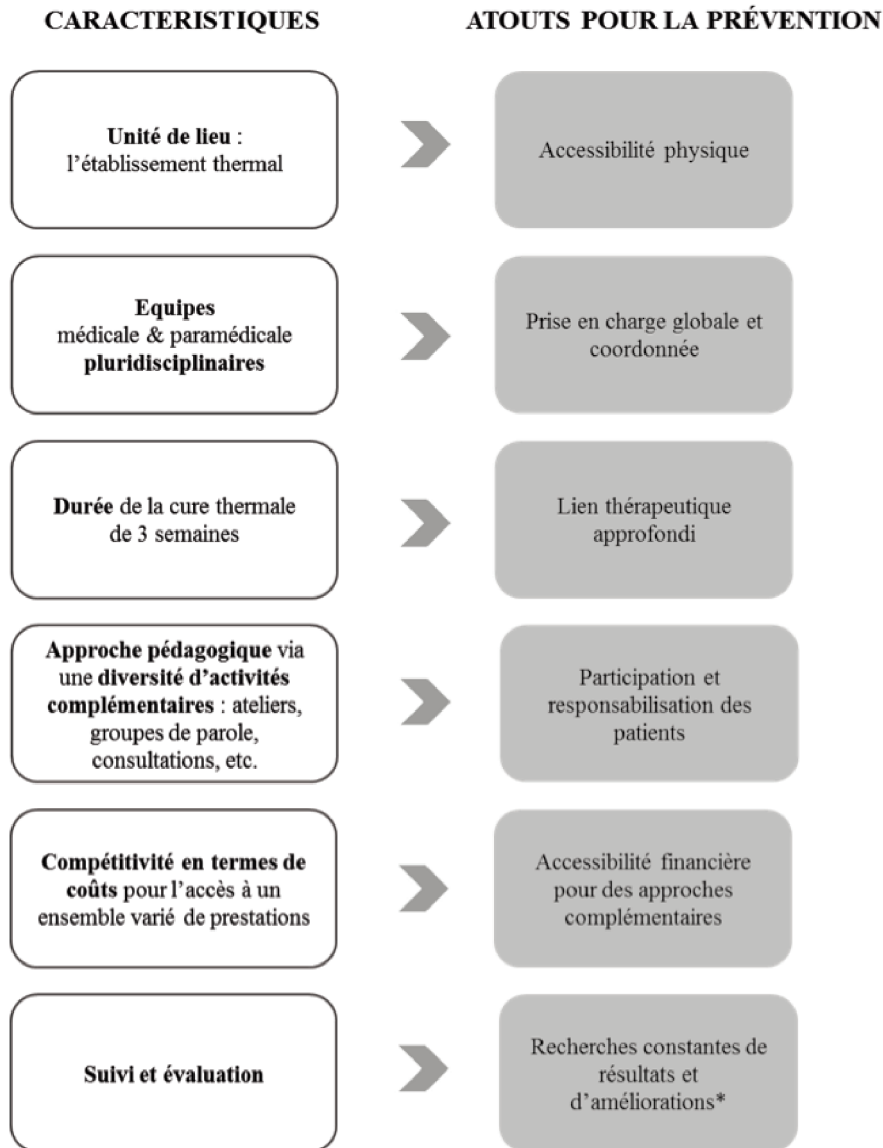 CARACTERISTIQUES
ATOUTS POUR LA PRÉVENTION
Unité de lieu :
l’établissement thermal
Accessibilité physique
Equipes
médicale & paramédicale
pluridisciplinaires
Prise en charge globale et
coordonnée
Durée de la cure thermale
de 3 semaines
Lien thérapeutique
approfondi
Approche pédagogique via
une diversité d’activités
complémentaires : ateliers,
groupes de parole,
consultations, etc.
Participation et
responsabilisation des
patients
Compétitivité en termes de
coûts pour l’accès à un
ensemble varié de prestations
Accessibilité financière
pour des approches
complémentaires
Suivi et évaluation
Recherches constantes de
résultats et
d’améliorations*